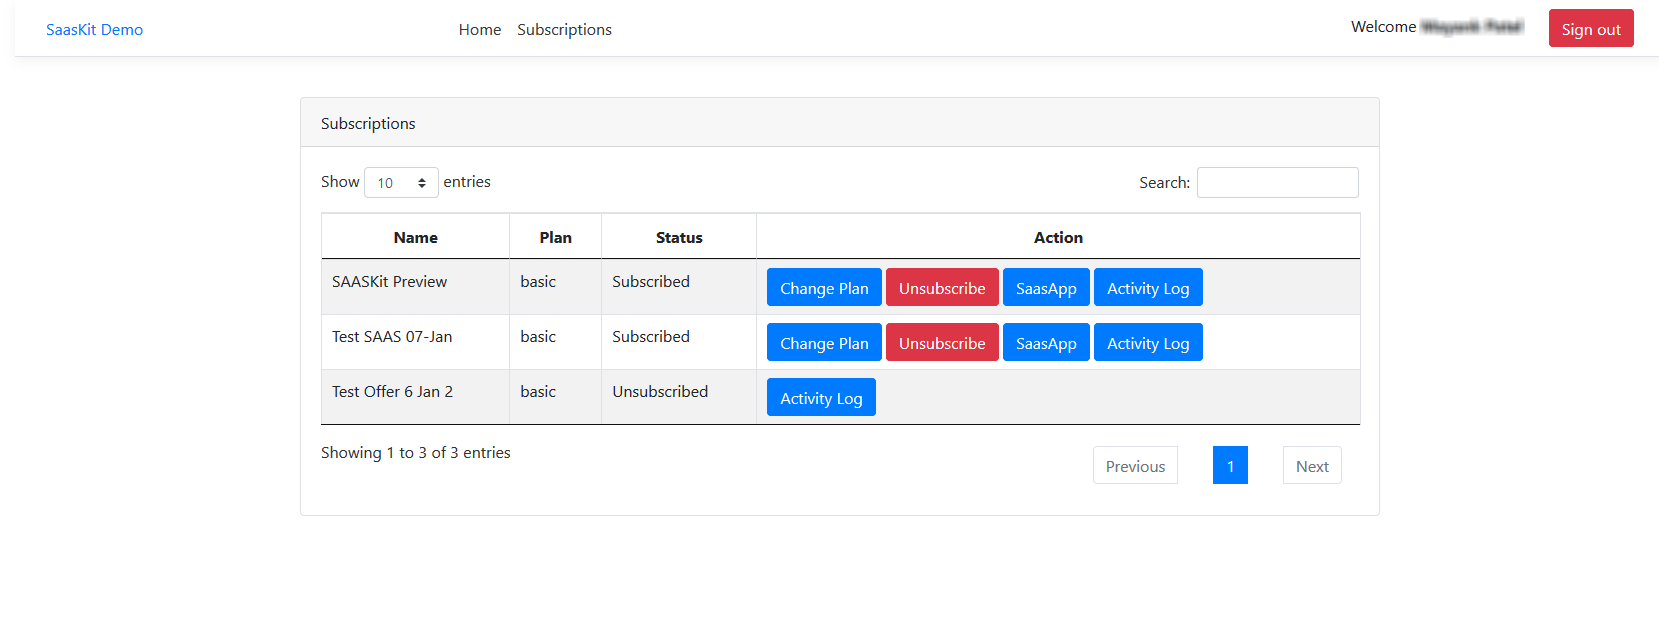 SaasKit Demo Home Subscriptions Welcome Sign out
Subscriptions
Show 10 entries Search:
Name Plan Status Action
SAASKit Preview basic Subscribed Change Plan Unsubscribe SaasApp Activity Log
Test SAAS 07-Jan basic Subscribed Change Plan Unsubscribe SaasApp Activity Log
Test Offer 6 Jan 2 basic Unsubscribed Activity Log
Showing 1 to 3 of 3 entries Previous 1 Next